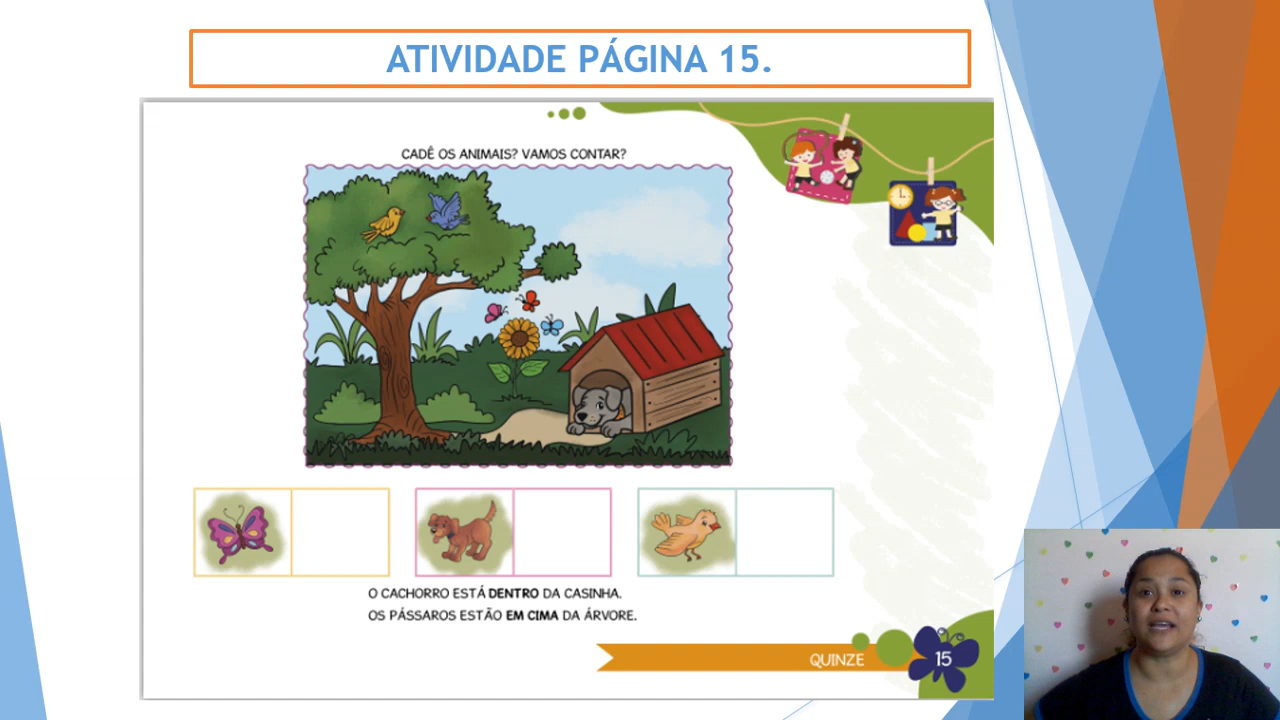 ATIVIDADE PÁGINA 15.
CADÊ OS ANIMAIS? VAMOS CONTAR?
O CACHORRO ESTÁ DENTRO DA CASINHA.
OS PÁSSAROS ESTÃO EM CIMA DA ÁRVORE.
QUINZE 15